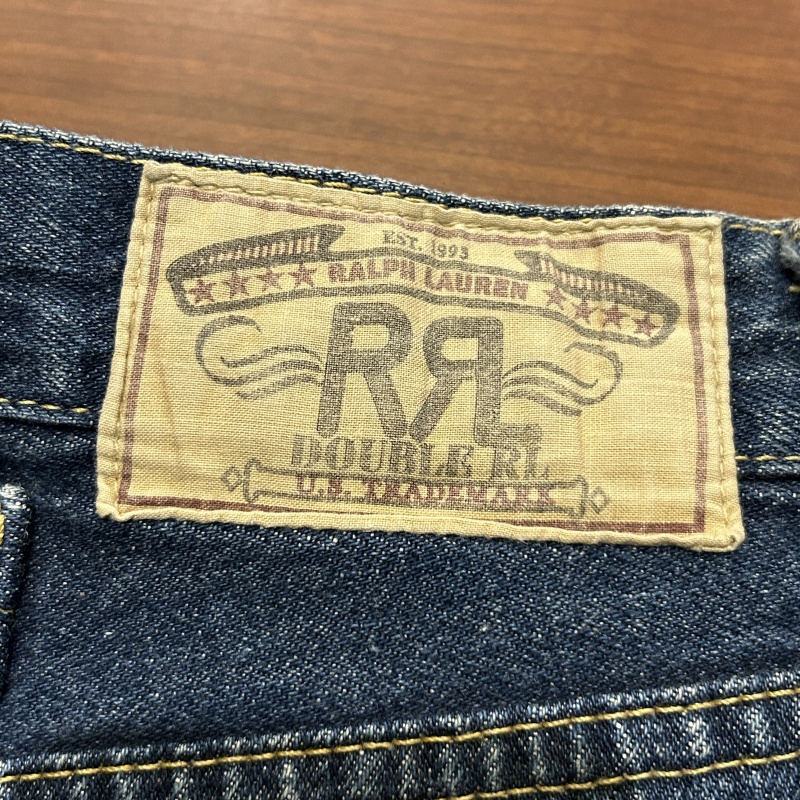 EST. 1993
★★★★ RALPH LAUREN ★★★★
RRL
DOUBLE RL
U.S. TRADEMARK